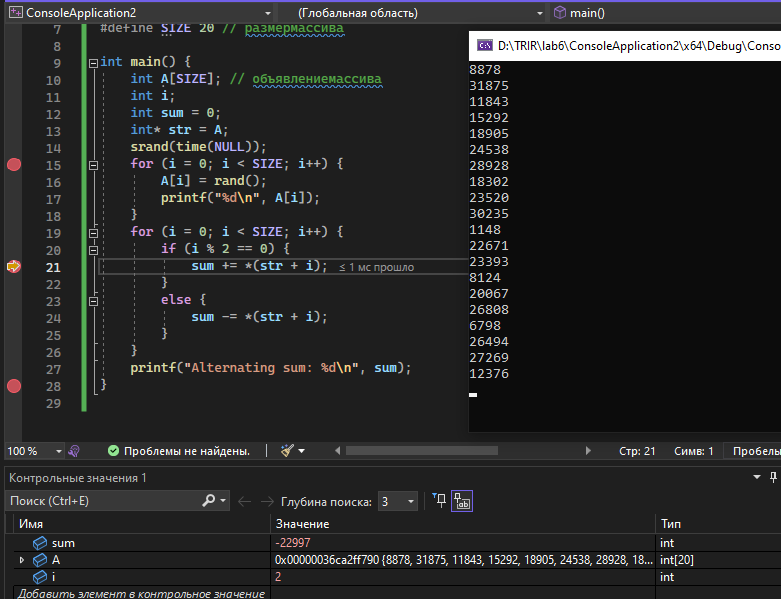 ConsoleApplication2 (Глобальная область) main()
7 #define SIZE 20 // размермассива
8
9 int main() {
10 int A[SIZE]; // объявлениемассива
11 int i;
12 int sum = 0;
13 int* str = A;
14 srand(time(NULL));
15 for (i = 0; i < SIZE; i++) {
16 A[i] = rand();
17 printf("%d\n", A[i]);
18 }
19 for (i = 0; i < SIZE; i++) {
20 if (i % 2 == 0) {
21 sum += *(str + i); ≤ 1 мс прошло
22 }
23 else {
24 sum -= *(str + i);
25 }
26 }
27 printf("Alternating sum: %d\n", sum);
28 }
29
D:\TRIR\lab6\ConsoleApplication2\x64\Debug\Conso
8878
31875
11843
15292
18905
24538
28928
18302
23520
30235
1148
22671
23393
8124
20067
26808
6798
26494
27269
12376
100 % Проблемы не найдены. Стр: 21 Симв: 1 Пробелы
Контрольные значения 1
Поиск (Ctrl+E) Глубина поиска: 3
Имя Значение Тип
sum -22997 int
A 0x00000036ca2ff790 {8878, 31875, 11843, 15292, 18905, 24538, 28928, 18... int[20]
i 2 int
Добавить элемент в контрольное значение